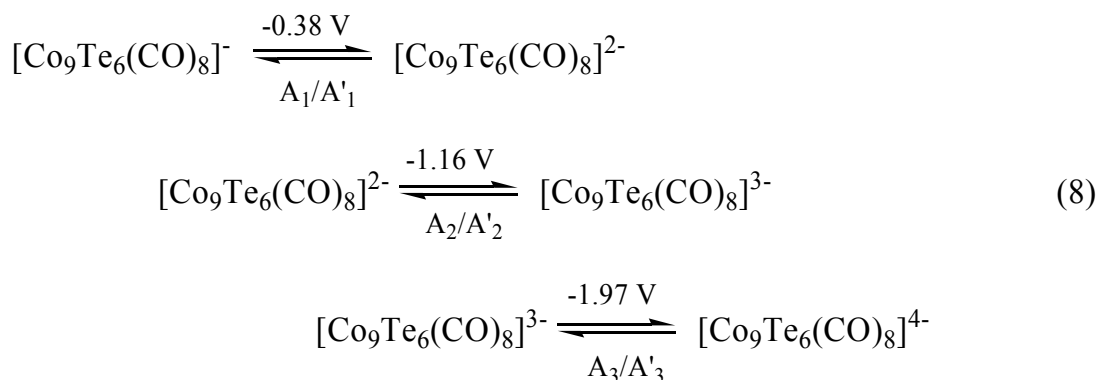 -0.38 V
[Co₉Te₆(CO)₈]⁻ ⇌ [Co₉Te₆(CO)₈]²⁻
A₁/A'₁
-1.16 V
[Co₉Te₆(CO)₈]²⁻ ⇌ [Co₉Te₆(CO)₈]³⁻ (8)
A₂/A'₂
-1.97 V
[Co₉Te₆(CO)₈]³⁻ ⇌ [Co₉Te₆(CO)₈]⁴⁻
A₃/A'₃